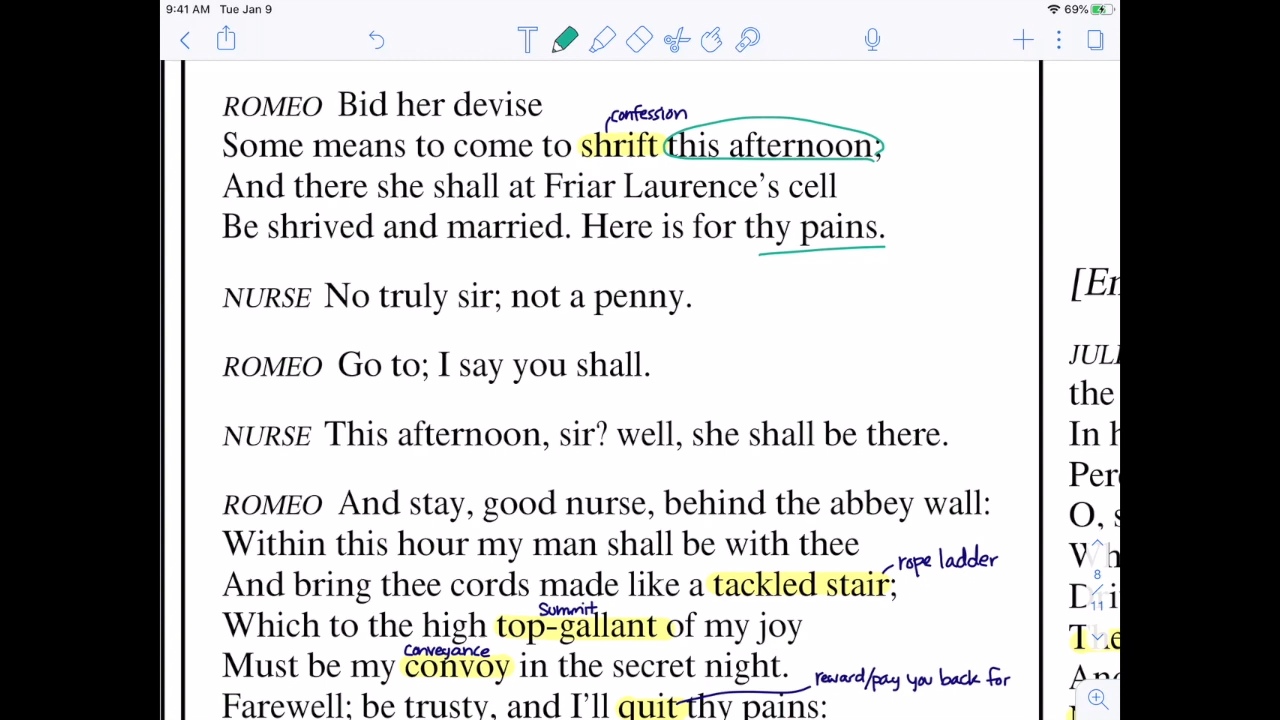 9:41 AM Tue Jan 9
69%
ROMEO Bid her devise
confession
Some means to come to shrift this afternoon;
And there she shall at Friar Laurence's cell
Be shrived and married. Here is for thy pains.
NURSE No truly sir; not a penny.
ROMEO Go to; I say you shall.
NURSE This afternoon, sir? well, she shall be there.
ROMEO And stay, good nurse, behind the abbey wall:
Within this hour my man shall be with thee
rope ladder
And bring thee cords made like a tackled stair;
summit
Which to the high top-gallant of my joy
conveyance
Must be my convoy in the secret night.
reward/pay you back for
Farewell; be trusty, and I'll quit thy pains:
[En
JULI
the
In h
Per
O, s
8
11